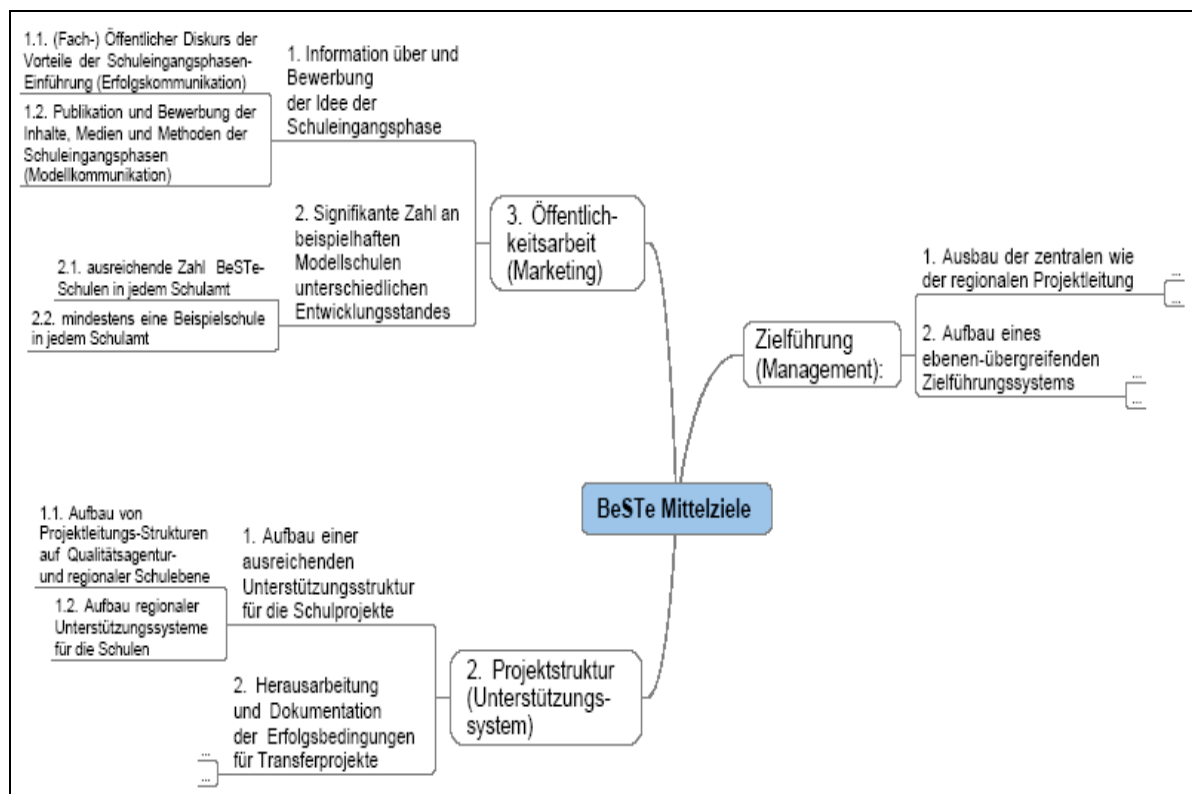 1.1. (Fach-) Öffentlicher Diskurs der
Vorteile der Schuleingangsphasen-
Einführung (Erfolgskommunikation)
1.2. Publikation und Bewerbung der
Inhalte, Medien und Methoden der
Schuleingangsphasen
(Modellkommunikation)
1. Information über und
Bewerbung
der Idee der
Schuleingangsphase
2.1. ausreichende Zahl BeSTe-
Schulen in jedem Schulamt
2.2. mindestens eine Beispielschule
in jedem Schulamt
2. Signifikante Zahl an
beispielhaften
Modellschulen
unterschiedlichen
Entwicklungsstandes
3. Öffentlich-
keitsarbeit
(Marketing)
Zielführung
(Management):
1. Ausbau der zentralen wie
der regionalen Projektleitung
...
...
2. Aufbau eines
ebenen-übergreifenden
Zielführungssystems
...
...
BeSTe Mittelziele
1.1. Aufbau von
Projektleitungs-Strukturen
auf Qualitätsagentur-
und regionaler Schulebene
1.2. Aufbau regionaler
Unterstützungssysteme
für die Schulen
1. Aufbau einer
ausreichenden
Unterstützungsstruktur
für die Schulprojekte
2. Herausarbeitung
und Dokumentation
der Erfolgsbedingungen
für Transferprojekte
...
...
2. Projektstruktur
(Unterstützungs-
system)